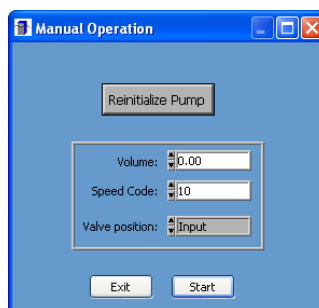 Manual Operation
Reinitialize Pump
Volume: 0.00
Speed Code: 10
Valve position: Input
Exit Start